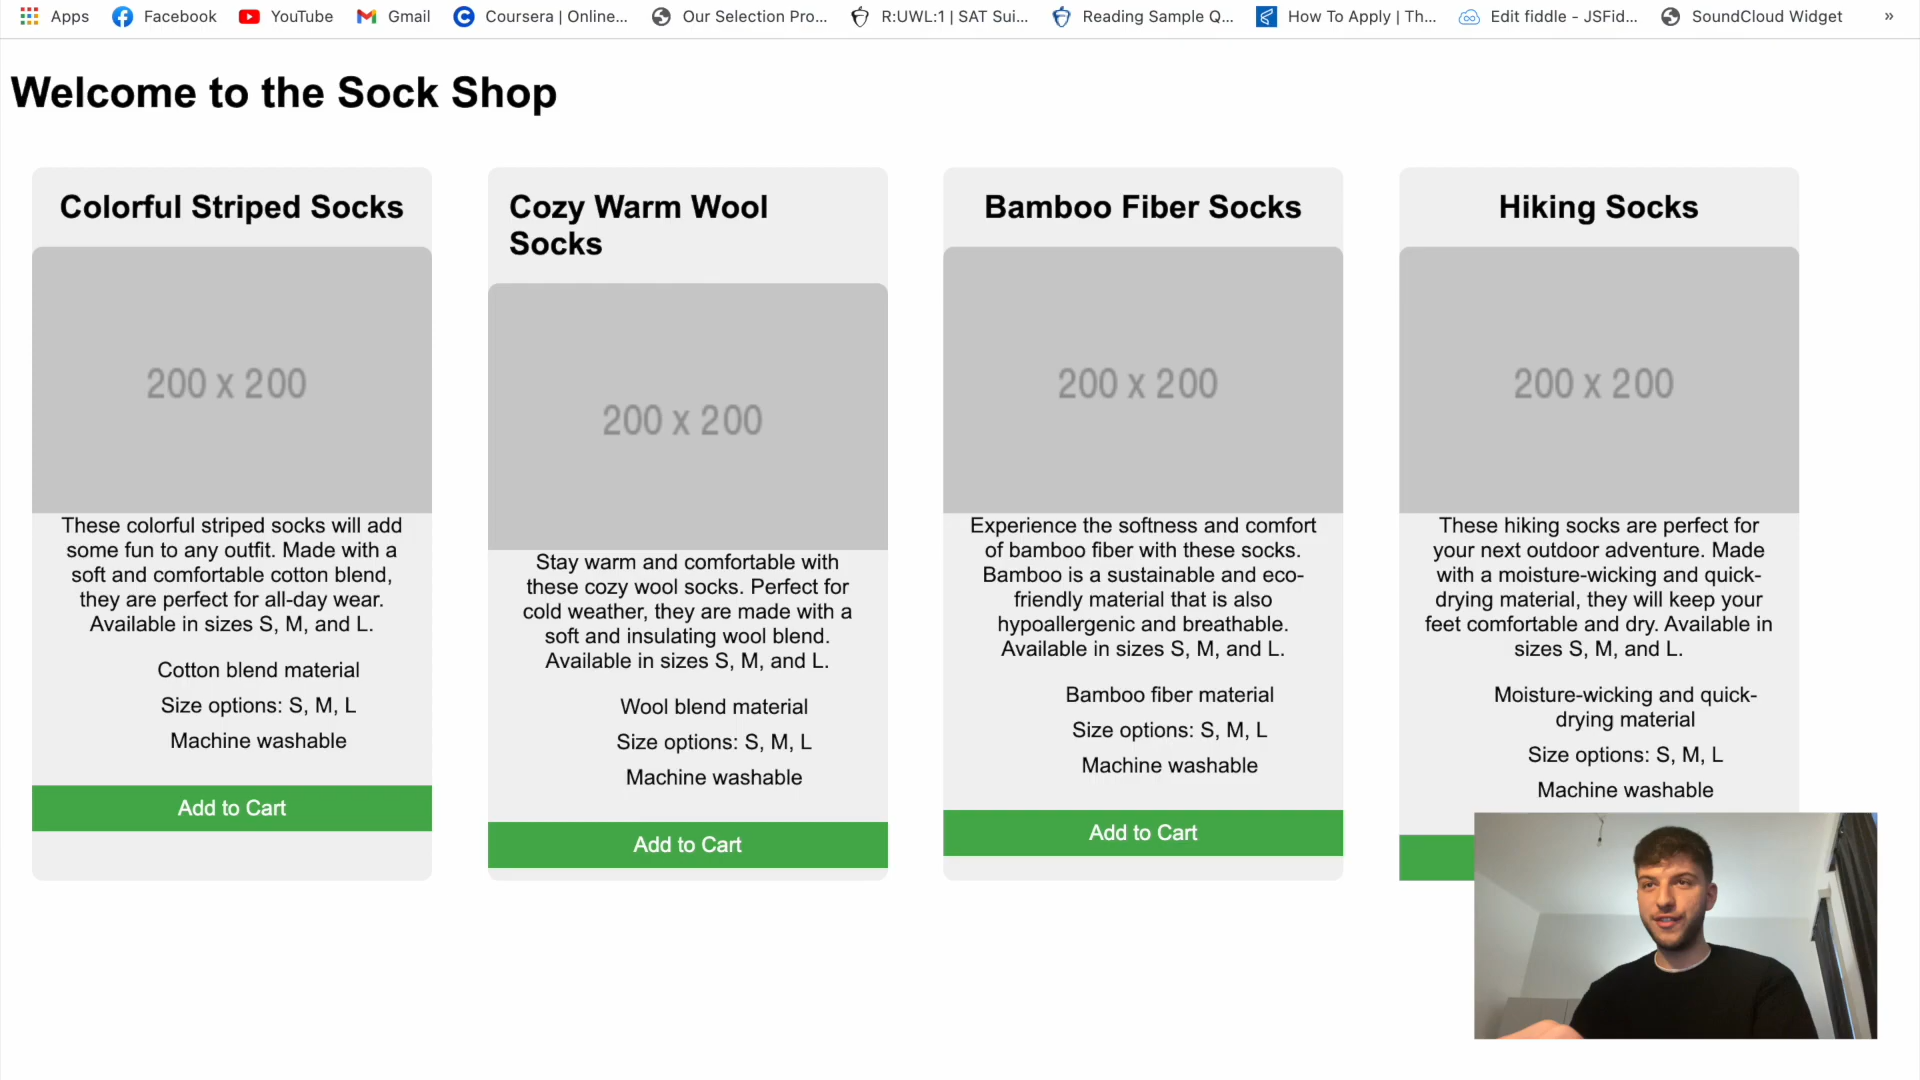 Apps Facebook YouTube Gmail Coursera | Online... Our Selection Pro... R:UWL:1 | SAT Sui... Reading Sample Q... How To Apply | Th... Edit fiddle - JSFid... SoundCloud Widget »
Welcome to the Sock Shop
Colorful Striped Socks
200 x 200
These colorful striped socks will add
some fun to any outfit. Made with a
soft and comfortable cotton blend,
they are perfect for all-day wear.
Available in sizes S, M, and L.
Cotton blend material
Size options: S, M, L
Machine washable
Add to Cart
Cozy Warm Wool
Socks
200 x 200
Stay warm and comfortable with
these cozy wool socks. Perfect for
cold weather, they are made with a
soft and insulating wool blend.
Available in sizes S, M, and L.
Wool blend material
Size options: S, M, L
Machine washable
Add to Cart
Bamboo Fiber Socks
200 x 200
Experience the softness and comfort
of bamboo fiber with these socks.
Bamboo is a sustainable and eco-
friendly material that is also
hypoallergenic and breathable.
Available in sizes S, M, and L.
Bamboo fiber material
Size options: S, M, L
Machine washable
Add to Cart
Hiking Socks
200 x 200
These hiking socks are perfect for
your next outdoor adventure. Made
with a moisture-wicking and quick-
drying material, they will keep your
feet comfortable and dry. Available in
sizes S, M, and L.
Moisture-wicking and quick-
drying material
Size options: S, M, L
Machine washable